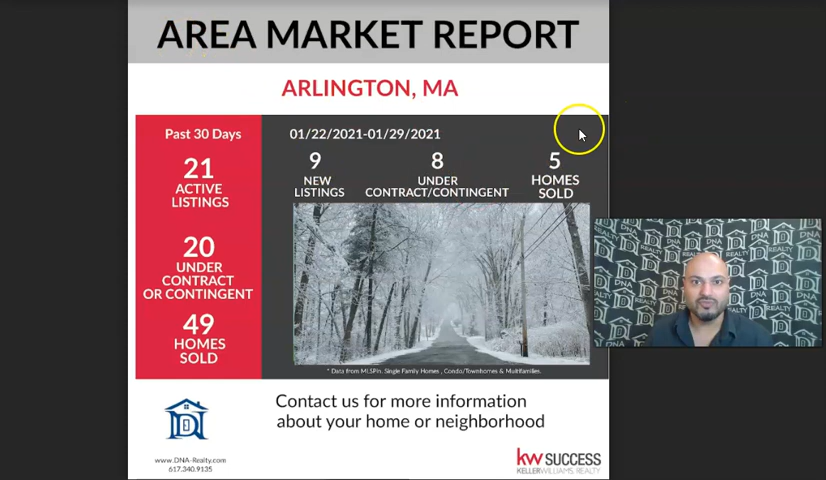 AREA MARKET REPORT
ARLINGTON, MA
Past 30 Days
21
ACTIVE
LISTINGS
20
UNDER
CONTRACT
OR CONTINGENT
49
HOMES
SOLD
01/22/2021-01/29/2021
9
NEW
LISTINGS
8
UNDER
CONTRACT/CONTINGENT
5
HOMES
SOLD
* Data from MLSPin. Single Family Homes , Condo/Townhomes & Multifamilies.
Contact us for more information
about your home or neighborhood
www.DNA-Realty.com
617.340.9135
kw SUCCESS
KELLERWILLIAMS. REALTY
DNA
REALTY